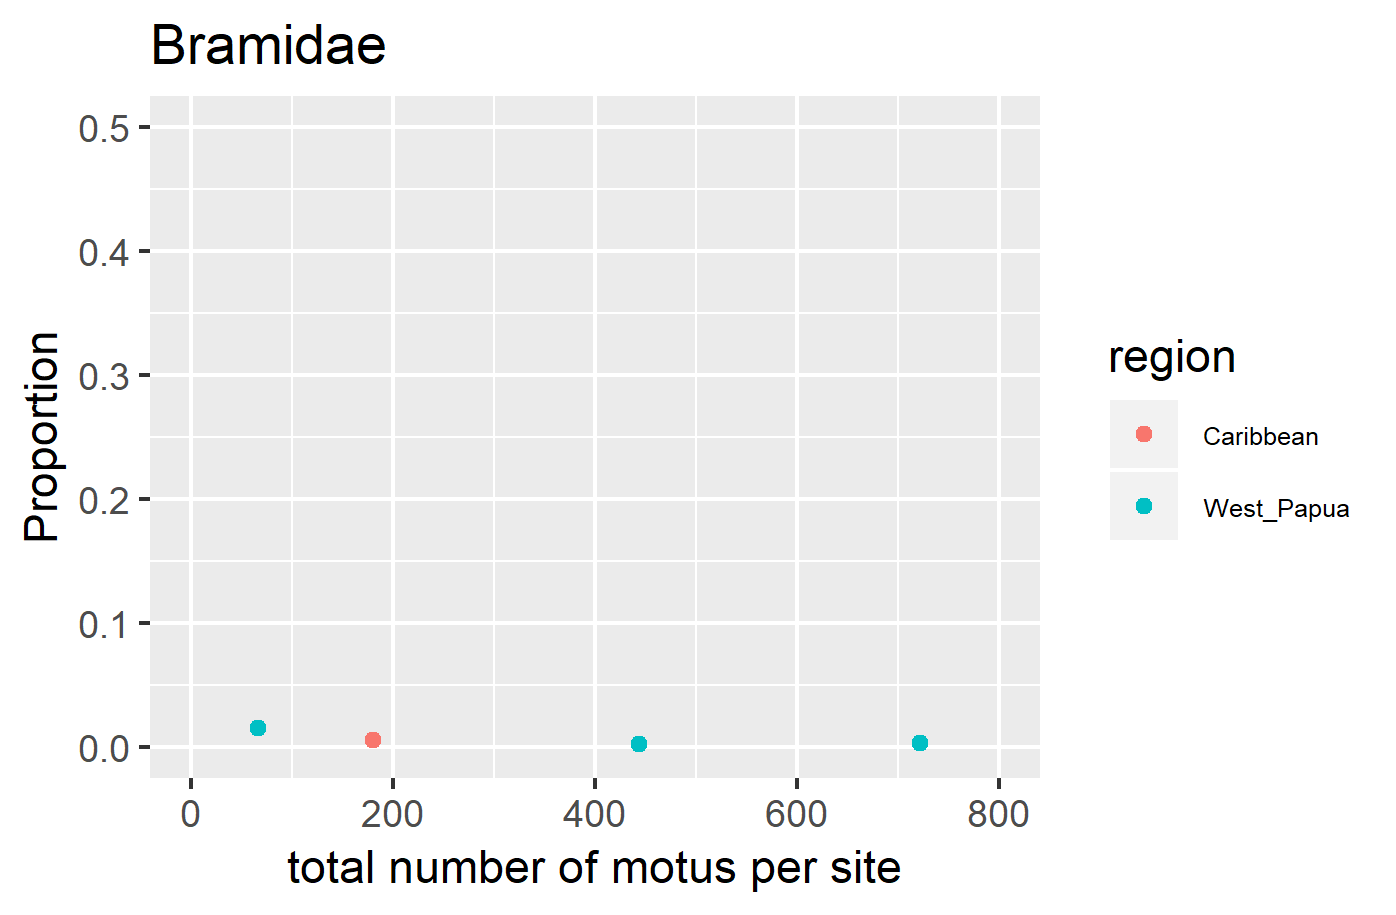 Bramidae
0.5
0.4
0.3
0.2
0.1
0.0
Proportion
0 200 400 600 800
total number of motus per site
region
Caribbean
West_Papua